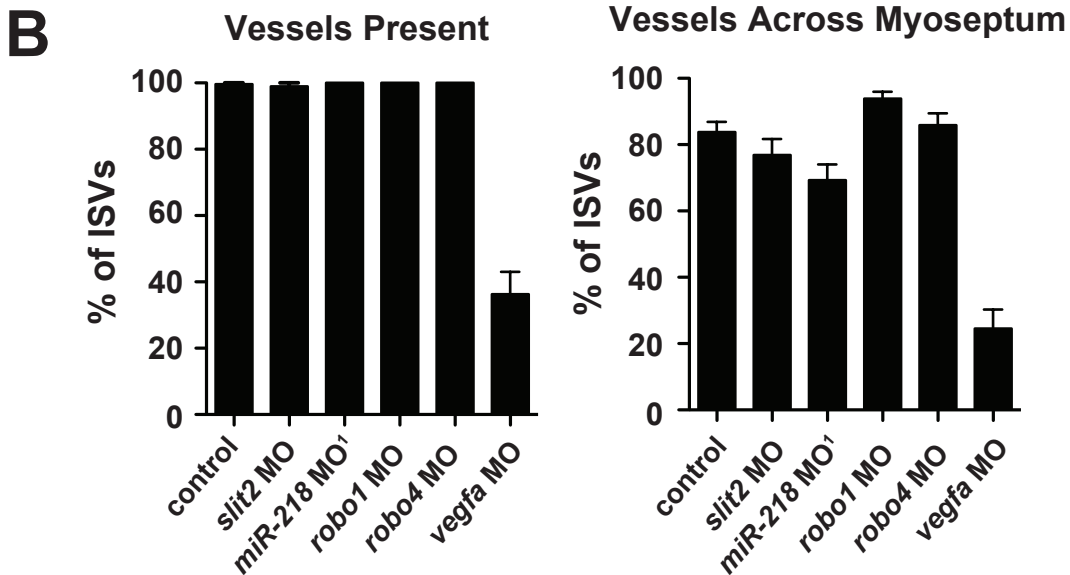 B
Vessels Present
% of ISVs
100
80
60
40
20
0
control
slit2 MO
miR-218 MO¹
robo1 MO
robo4 MO
vegfa MO
Vessels Across Myoseptum
% of ISVs
100
80
60
40
20
0
control
slit2 MO
miR-218 MO¹
robo1 MO
robo4 MO
vegfa MO